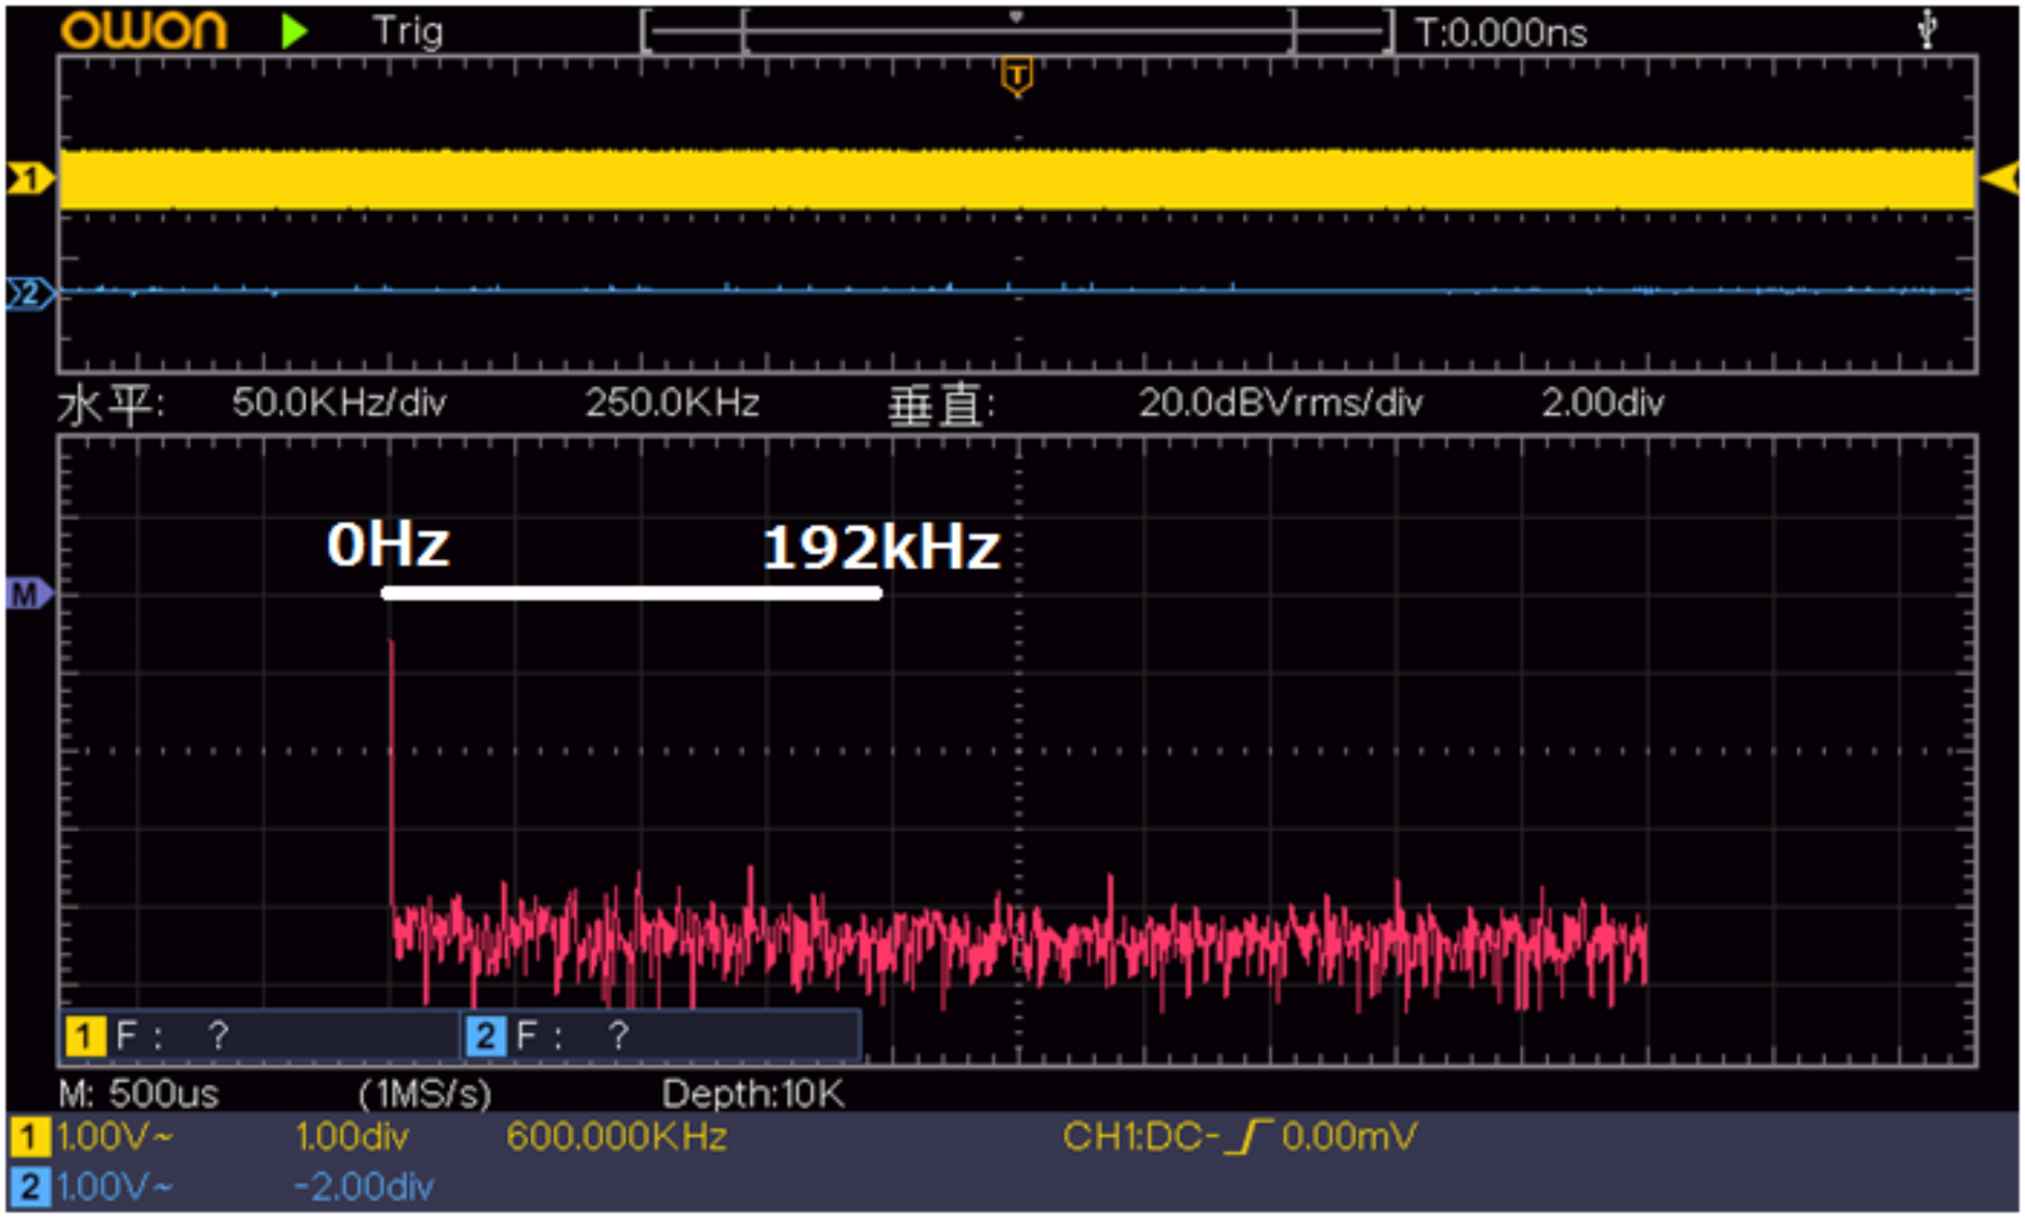 OWON Trig T:0.000ns
T
1
2
水平: 50.0KHz/div 250.0KHz 垂直: 20.0dBVrms/div 2.00div
0Hz 192kHz
M
1 F : ? 2 F : ?
M: 500us (1MS/s) Depth:10K
1 1.00V~ 1.00div 600.000KHz CH1:DC- 0.00mV
2 1.00V~ -2.00div